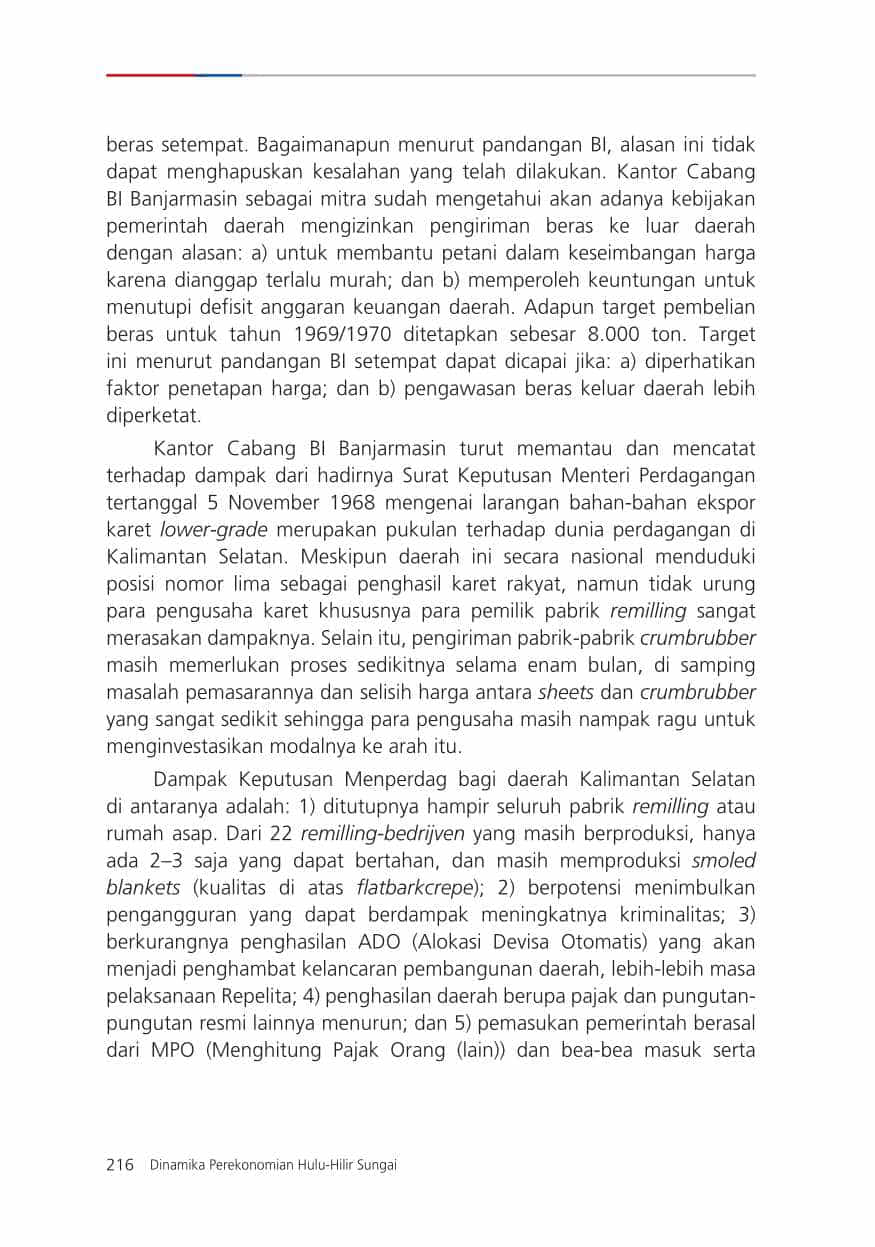 beras setempat. Bagaimanapun menurut pandangan BI, alasan ini tidak
dapat menghapuskan kesalahan yang telah dilakukan. Kantor Cabang
BI Banjarmasin sebagai mitra sudah mengetahui akan adanya kebijakan
pemerintah daerah mengizinkan pengiriman beras ke luar daerah
dengan alasan: a) untuk membantu petani dalam keseimbangan harga
karena dianggap terlalu murah; dan b) memperoleh keuntungan untuk
menutupi defisit anggaran keuangan daerah. Adapun target pembelian
beras untuk tahun 1969/1970 ditetapkan sebesar 8.000 ton. Target
ini menurut pandangan BI setempat dapat dicapai jika: a) diperhatikan
faktor penetapan harga; dan b) pengawasan beras keluar daerah lebih
diperketat.
Kantor Cabang BI Banjarmasin turut memantau dan mencatat
terhadap dampak dari hadirnya Surat Keputusan Menteri Perdagangan
tertanggal 5 November 1968 mengenai larangan bahan-bahan ekspor
karet lower-grade merupakan pukulan terhadap dunia perdagangan di
Kalimantan Selatan. Meskipun daerah ini secara nasional menduduki
posisi nomor lima sebagai penghasil karet rakyat, namun tidak urung
para pengusaha karet khususnya para pemilik pabrik remilling sangat
merasakan dampaknya. Selain itu, pengiriman pabrik-pabrik crumbrubber
masih memerlukan proses sedikitnya selama enam bulan, di samping
masalah pemasarannya dan selisih harga antara sheets dan crumbrubber
yang sangat sedikit sehingga para pengusaha masih nampak ragu untuk
menginvestasikan modalnya ke arah itu.
Dampak Keputusan Menperdag bagi daerah Kalimantan Selatan
di antaranya adalah: 1) ditutupnya hampir seluruh pabrik remilling atau
rumah asap. Dari 22 remilling-bedrijven yang masih berproduksi, hanya
ada 2–3 saja yang dapat bertahan, dan masih memproduksi smoled
blankets (kualitas di atas flatbarkcrepe); 2) berpotensi menimbulkan
pengangguran yang dapat berdampak meningkatnya kriminalitas; 3)
berkurangnya penghasilan ADO (Alokasi Devisa Otomatis) yang akan
menjadi penghambat kelancaran pembangunan daerah, lebih-lebih masa
pelaksanaan Repelita; 4) penghasilan daerah berupa pajak dan pungutan-
pungutan resmi lainnya menurun; dan 5) pemasukan pemerintah berasal
dari MPO (Menghitung Pajak Orang (lain)) dan bea-bea masuk serta
216 Dinamika Perekonomian Hulu-Hilir Sungai